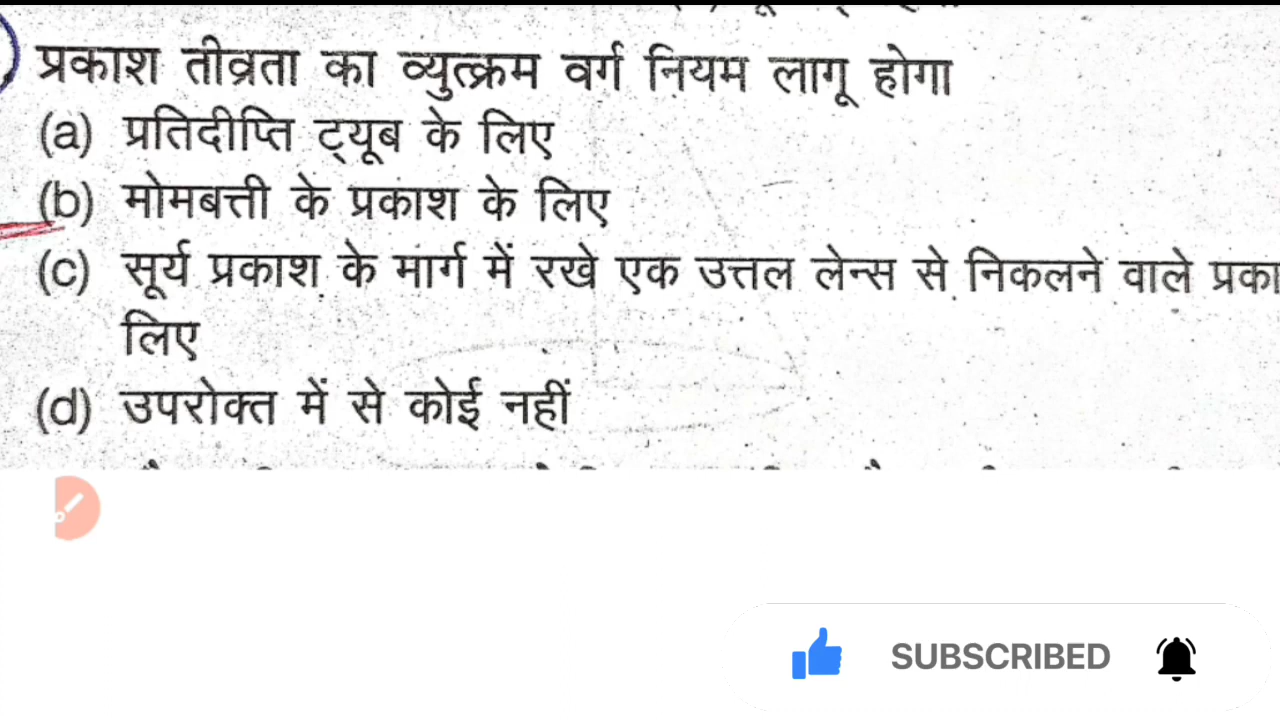 प्रकाश तीव्रता का व्युत्क्रम वर्ग नियम लागू होगा
(a) प्रतिदीप्ति ट्यूब के लिए
(b) मोमबत्ती के प्रकाश के लिए
(c) सूर्य प्रकाश के मार्ग में रखे एक उत्तल लेन्स से निकलने वाले
लिए
(d) उपरोक्त में से कोई नहीं
SUBSCRIBED